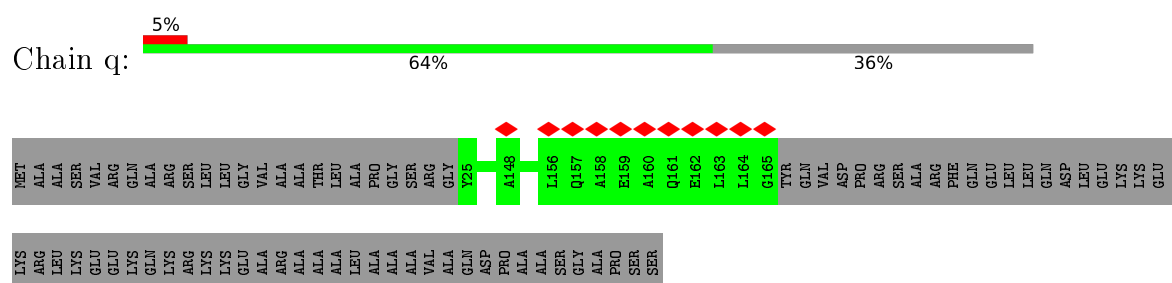 5%
Chain q:
64% 36%
MET ALA ALA SER VAL ARG GLN ALA ARG SER LEU LEU GLY VAL ALA ALA THR LEU ALA PRO GLY SER ARG GLY Y25 A148 L156 Q157 A158 E159 A160 Q161 E162 L163 L164 G165 TYR GLN VAL ASP PRO ARG SER ALA ARG PHE GLN GLU LEU LEU GLN ASP LEU GLU LYS LYS GLU
LYS ARG LEU LYS GLU GLU LYS GLN LYS ARG LYS LYS GLU ALA ARG ALA ALA ALA LEU ALA ALA ALA VAL ALA GLN ASP PRO ALA ALA SER GLY ALA PRO SER SER